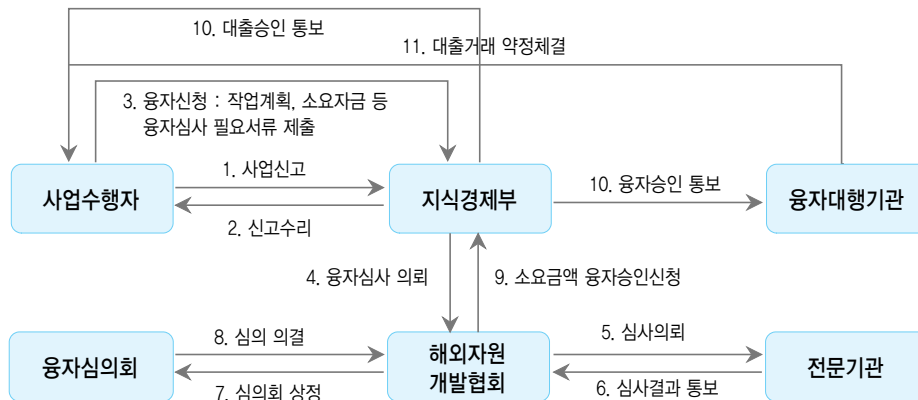 10. 대출승인 통보
11. 대출거래 약정체결
3. 융자신청 : 작업계획, 소요자금 등
융자심사 필요서류 제출
1. 사업신고
사업수행자
지식경제부
10. 융자승인 통보
융자대행기관
2. 신고수리
4. 융자심사 의뢰
9. 소요금액 융자승인신청
8. 심의 의결
5. 심사의뢰
융자심의회
해외자원
개발협회
전문기관
7. 심의회 상정
6. 심사결과 통보